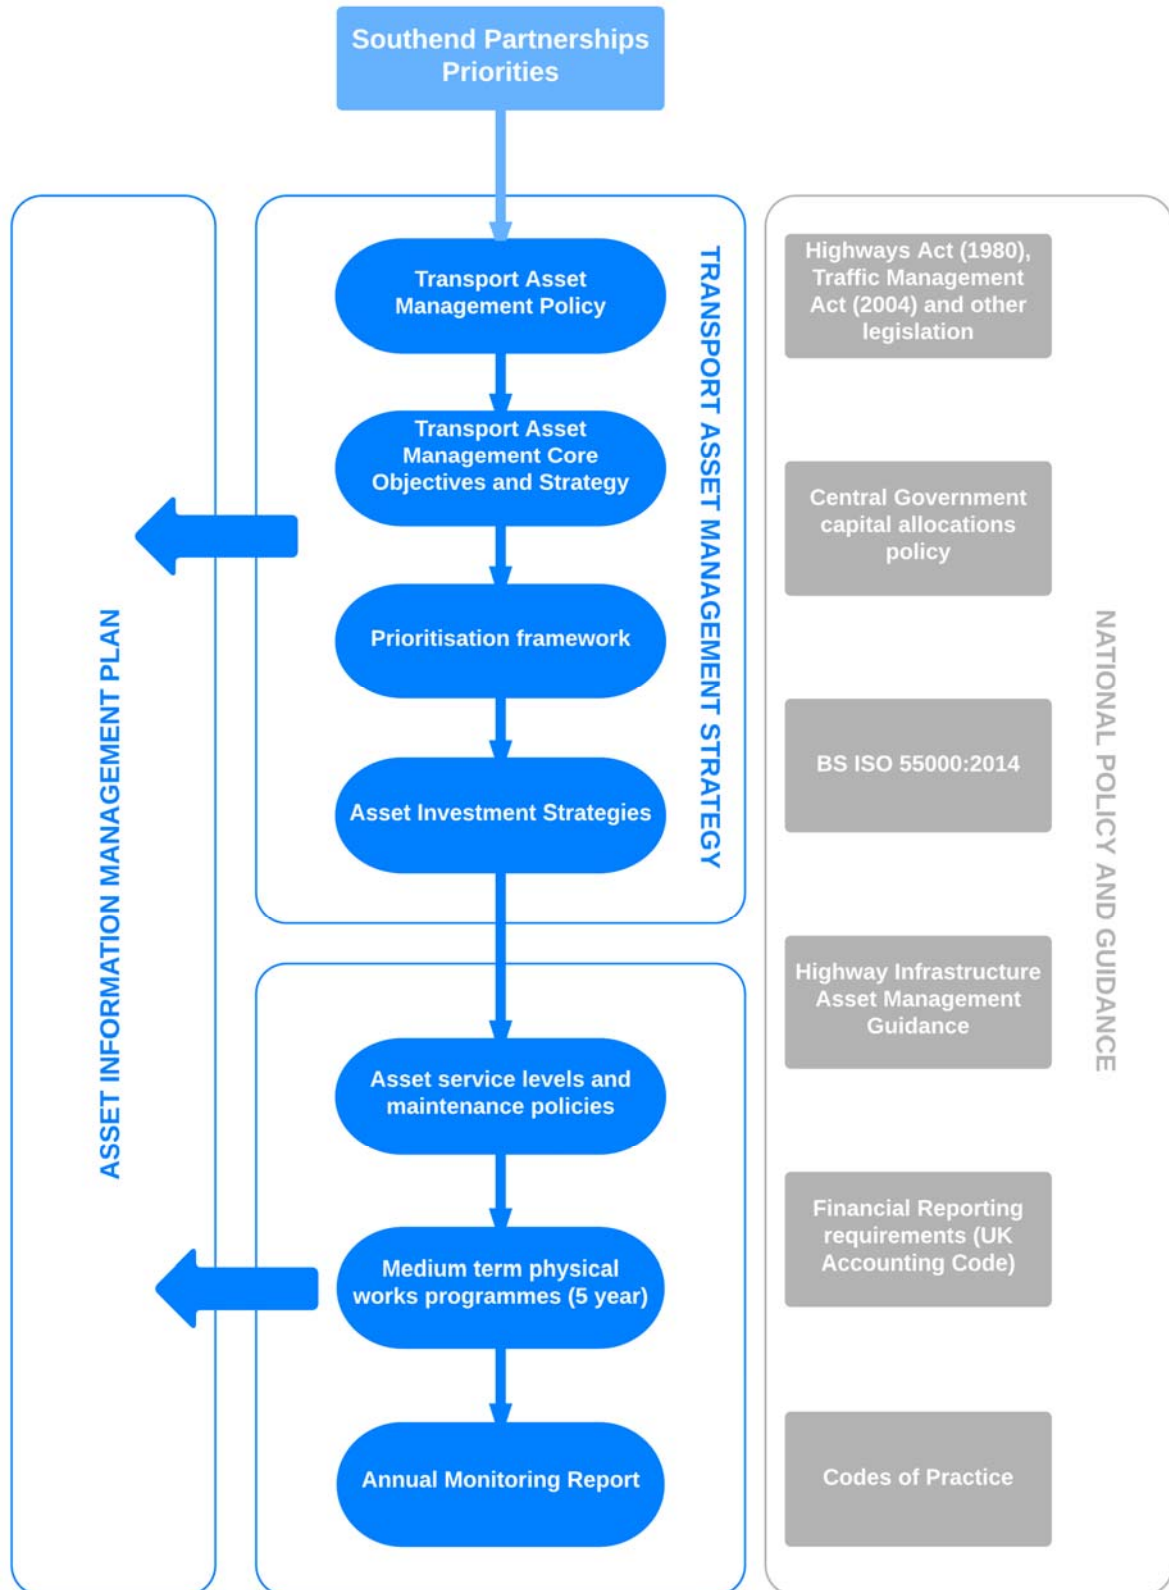 Southend Partnerships
Priorities
Transport Asset
Management Policy
Transport Asset
Management Core
Objectives and Strategy
Prioritisation framework
Asset Investment Strategies
TRANSPORT ASSET MANAGEMENT STRATEGY
Asset service levels and
maintenance policies
Medium term physical
works programmes (5 year)
Annual Monitoring Report
ASSET INFORMATION MANAGEMENT PLAN
Highways Act (1980),
Traffic Management
Act (2004) and other
legislation
Central Government
capital allocations
policy
BS ISO 55000:2014
Highway Infrastructure
Asset Management
Guidance
Financial Reporting
requirements (UK
Accounting Code)
Codes of Practice
NATIONAL POLICY AND GUIDANCE